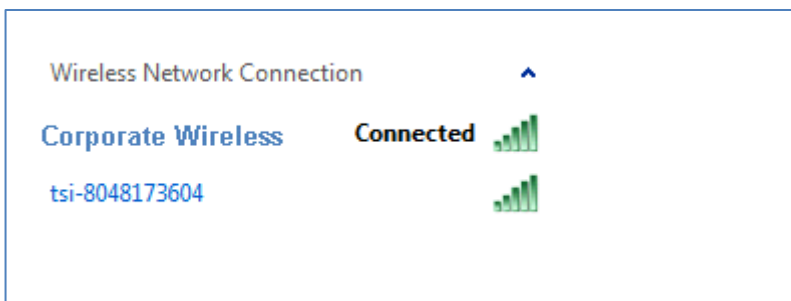 Wireless Network Connection
Corporate Wireless Connected
tsi-8048173604